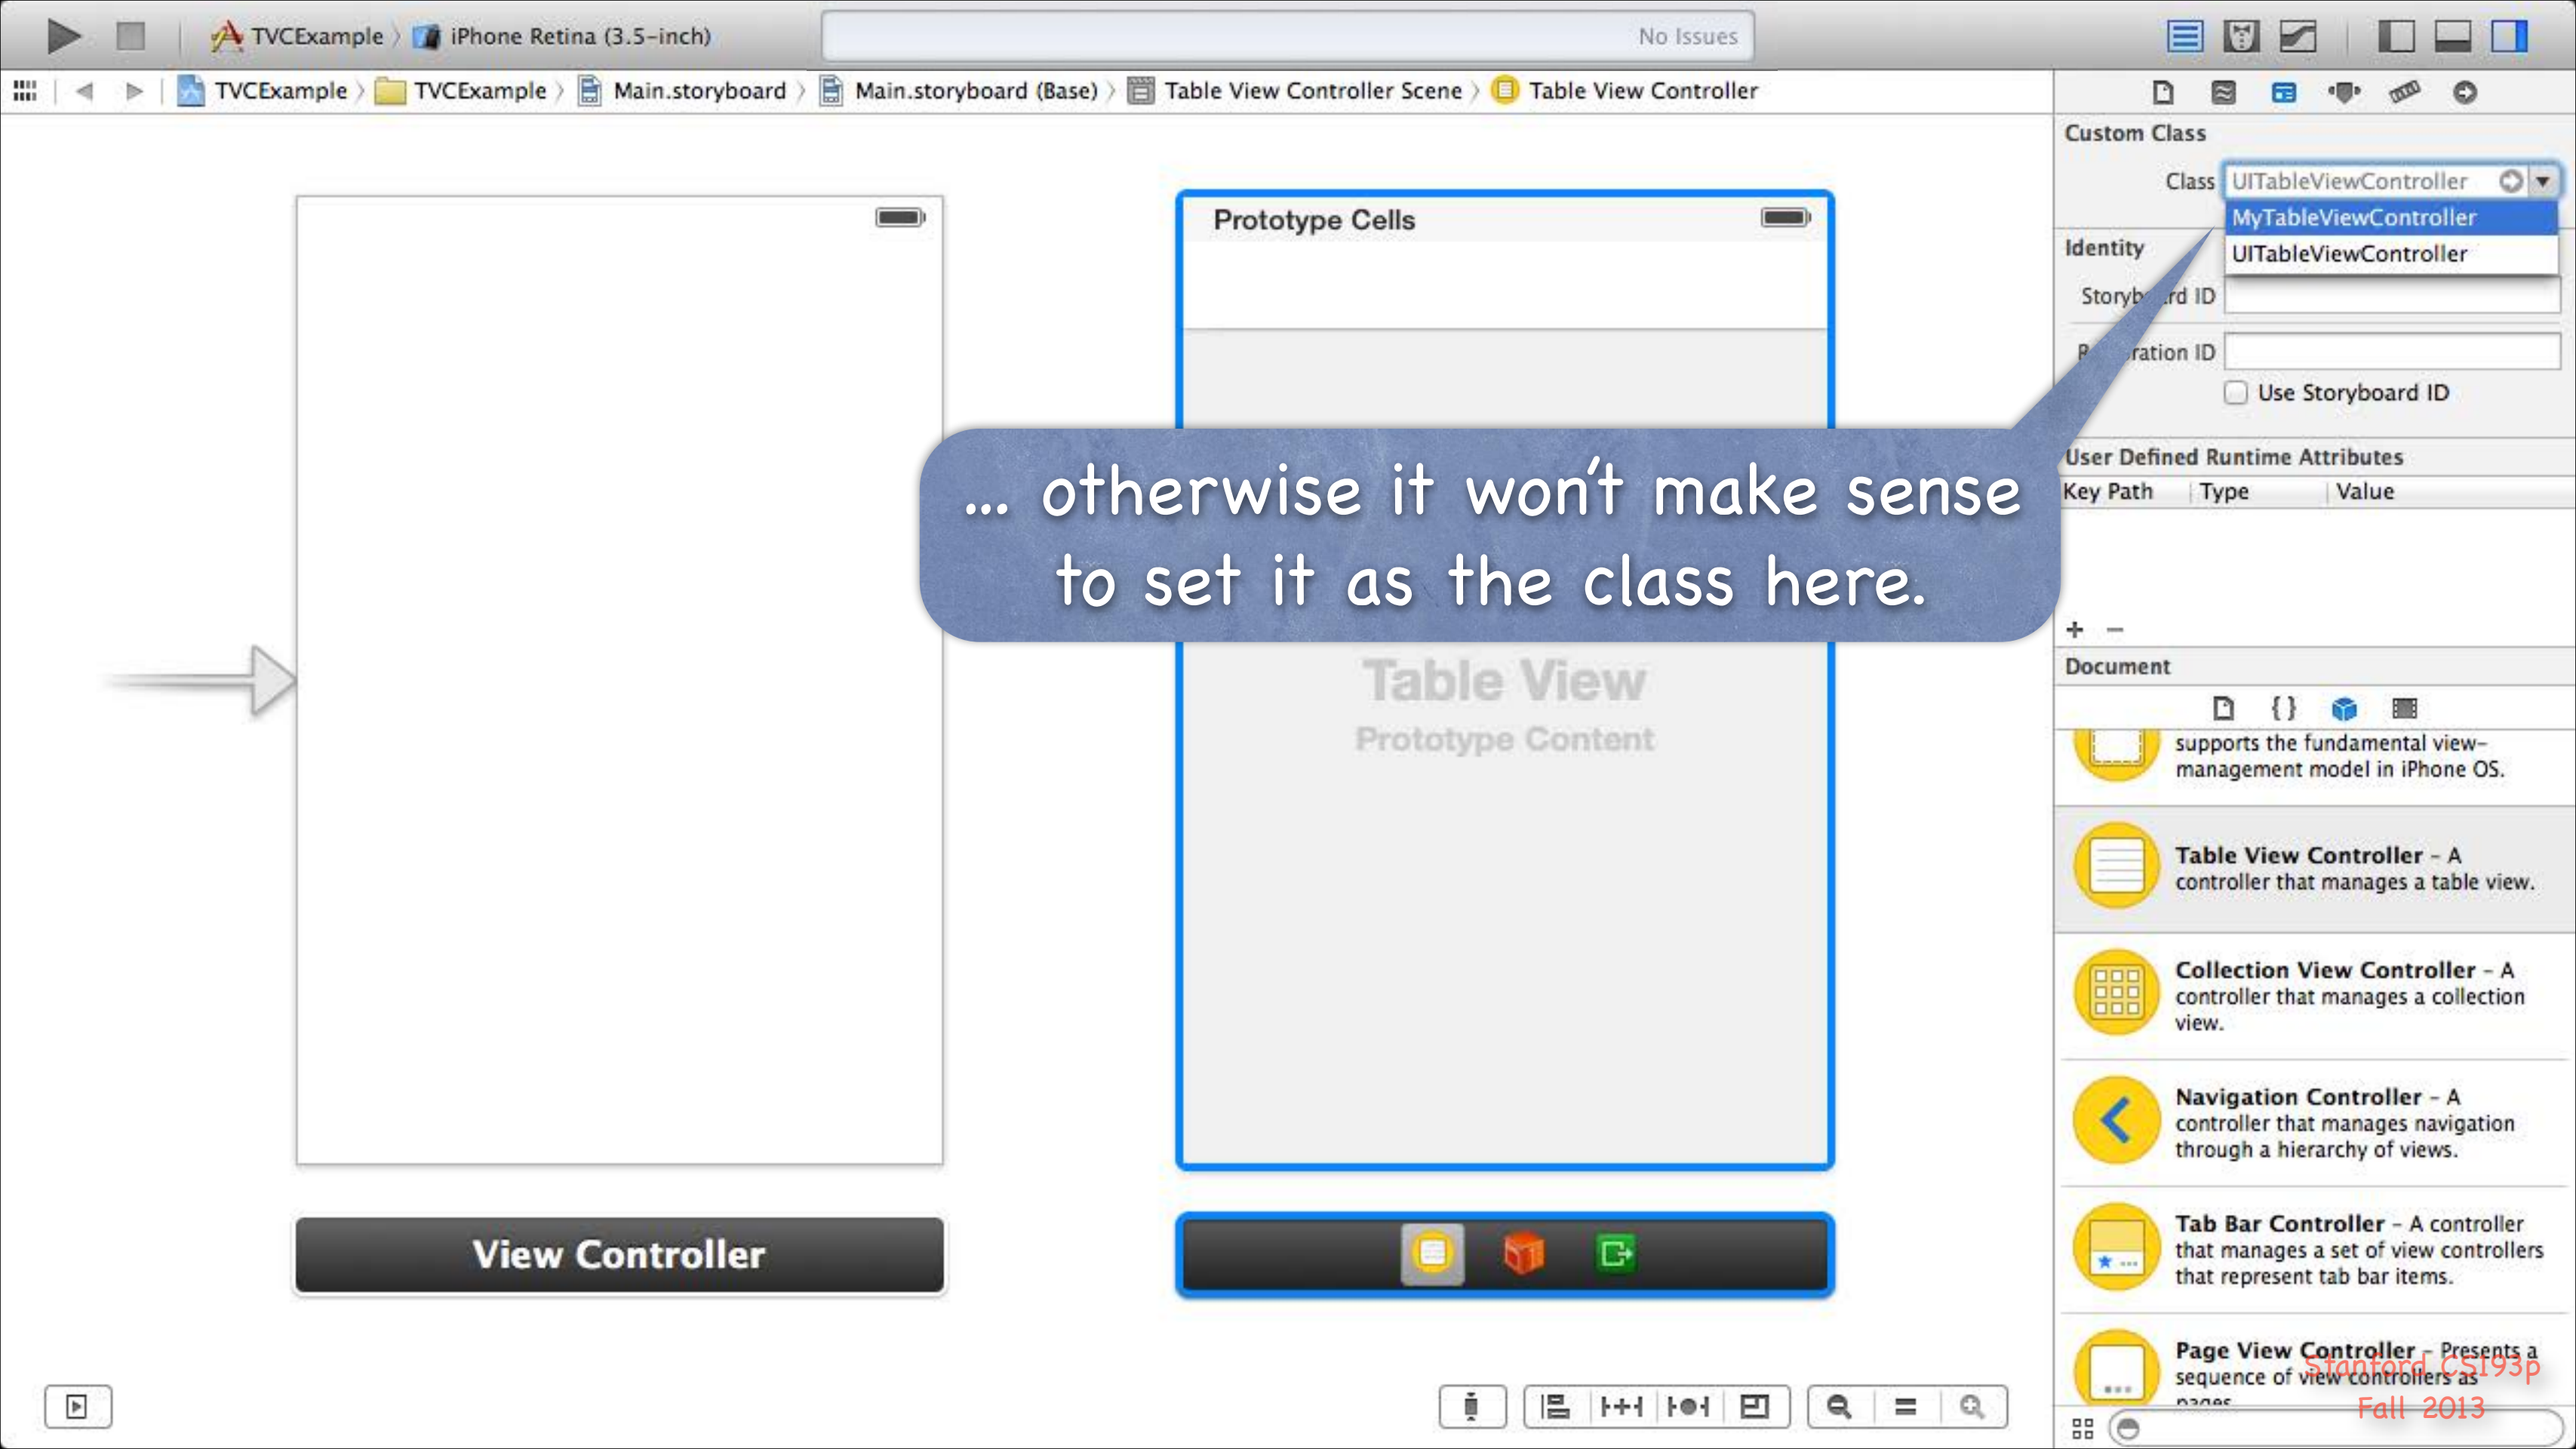 TVCExample
iPhone Retina (3.5-inch)
No Issues
TVCExample
TVCExample
Main.storyboard
Main.storyboard (Base)
Table View Controller Scene
Table View Controller
Custom Class
Class UITableViewController
MyTableViewController
UITableViewController
Identity
ID
ID
Use Storyboard ID
Prototype Cells
... otherwise it won't make sense
to set it as the class here.
User Defined Runtime Attributes
Key Path Type Value
+ −
Table View
Prototype Content
Document
{ }
supports the fundamental view-
management model in iPhone OS.
Table View Controller – A
controller that manages a table view.
Collection View Controller – A
controller that manages a collection
view.
Navigation Controller – A
controller that manages navigation
through a hierarchy of views.
Tab Bar Controller – A controller
that manages a set of view controllers
that represent tab bar items.
Page View Controller – Presents a
sequence of view controllers as
pages.
View Controller
Stanford CS193p
Fall 2013